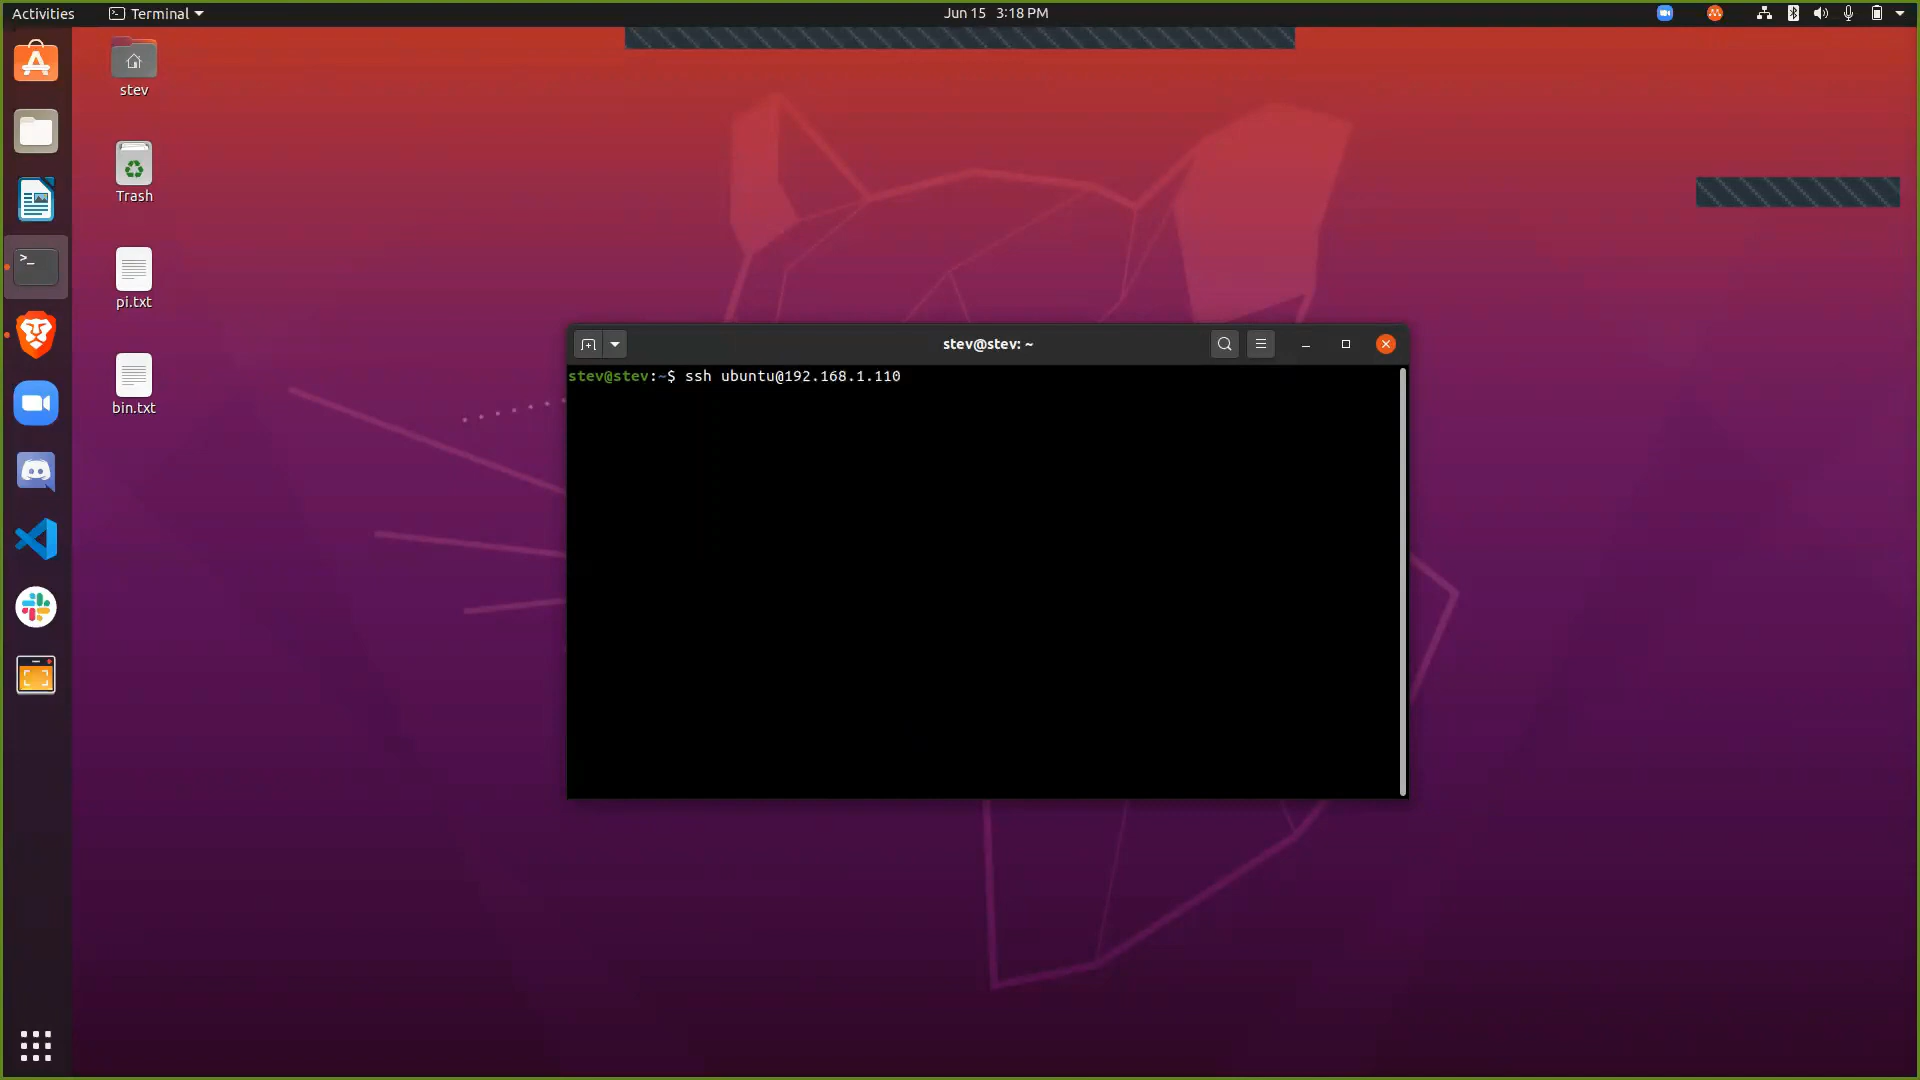 Activities
Terminal
Jun 15 3:18 PM
stev
Trash
pi.txt
bin.txt
stev@stev: ~
stev@stev:~$ ssh ubuntu@192.168.1.110